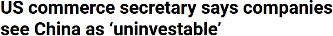 US commerce secretary says companies
see China as ‘uninvestable’